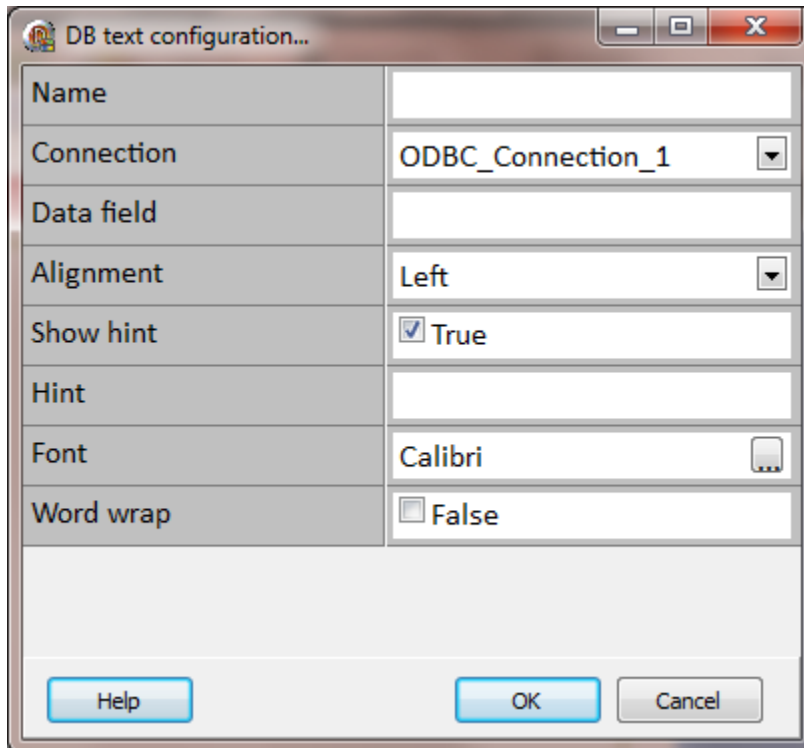 DB text configuration...
Name
Connection ODBC_Connection_1
Data field
Alignment Left
Show hint True
Hint
Font Calibri ...
Word wrap False
Help OK Cancel